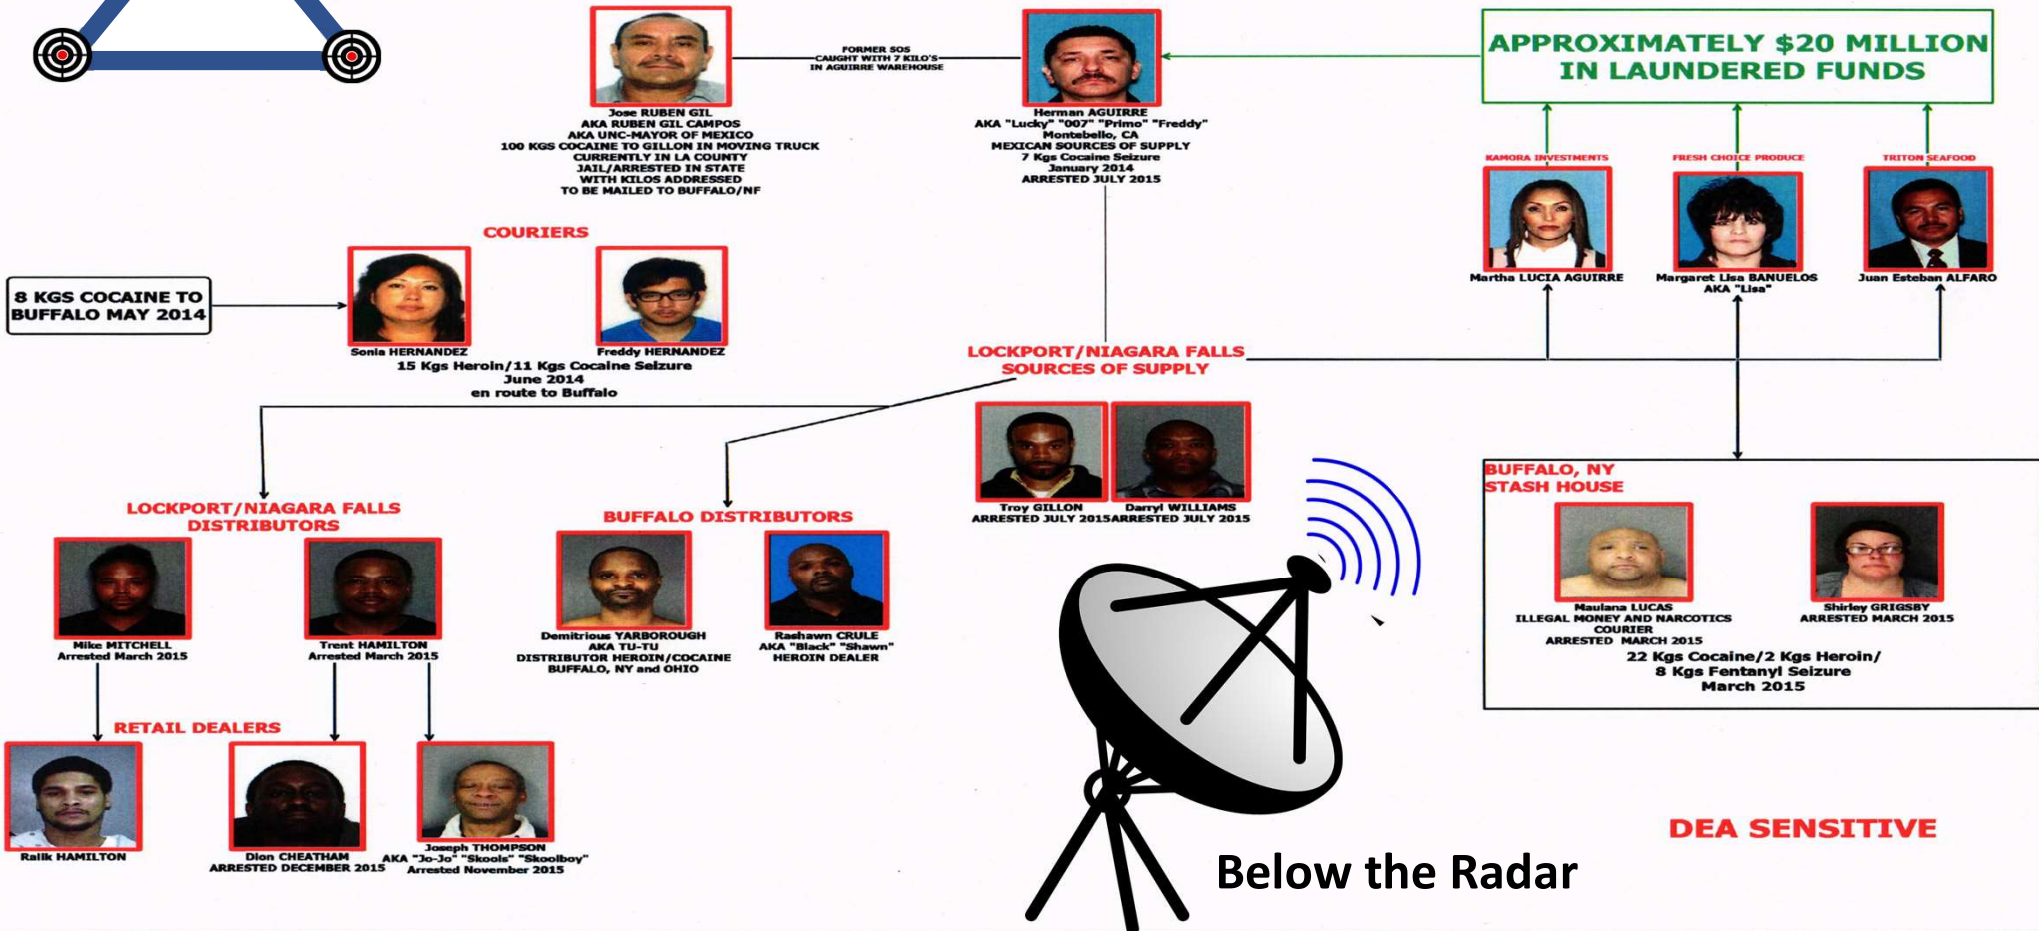 FORMER SOS
CAUGHT WITH 7 KILO'S
IN AGUIRRE WAREHOUSE
Jose RUBEN GIL
AKA RUBEN GIL CAMPOS
AKA UNC-MAYOR OF MEXICO
100 KGS COCAINE TO GILLON IN MOVING TRUCK
CURRENTLY IN LA COUNTY
JAIL/ARRESTED IN STATE
WITH KILOS ADDRESSED
TO BE MAILED TO BUFFALO/NF
Herman AGUIRRE
AKA "Lucky" "007" "Primo" "Freddy"
Montebello, CA
MEXICAN SOURCES OF SUPPLY
7 Kgs Cocaine Seizure
January 2014
ARRESTED JULY 2015
APPROXIMATELY $20 MILLION
IN LAUNDERED FUNDS
KAMORA INVESTMENTS
FRESH CHOICE PRODUCE
TRITON SEAFOOD
Martha LUCIA AGUIRRE
Margaret Lisa BANUELOS
AKA "Lisa"
Juan Esteban ALFARO
COURIERS
8 KGS COCAINE TO
BUFFALO MAY 2014
Sonia HERNANDEZ
Freddy HERNANDEZ
15 Kgs Heroin/11 Kgs Cocaine Seizure
June 2014
en route to Buffalo
LOCKPORT/NIAGARA FALLS
SOURCES OF SUPPLY
Troy GILLON
ARRESTED JULY 2015
Darryl WILLIAMS
ARRESTED JULY 2015
LOCKPORT/NIAGARA FALLS
DISTRIBUTORS
Mike MITCHELL
Arrested March 2015
Trent HAMILTON
Arrested March 2015
BUFFALO DISTRIBUTORS
Demitrious YARBOROUGH
AKA TU-TU
DISTRIBUTOR HEROIN/COCAINE
BUFFALO, NY and OHIO
Rashawn CRULE
AKA "Black" "Shawn"
HEROIN DEALER
BUFFALO, NY
STASH HOUSE
Maulana LUCAS
ILLEGAL MONEY AND NARCOTICS
COURIER
ARRESTED MARCH 2015
Shirley GRIGSBY
ARRESTED MARCH 2015
22 Kgs Cocaine/2 Kgs Heroin/
8 Kgs Fentanyl Seizure
March 2015
RETAIL DEALERS
Ralik HAMILTON
Dion CHEATHAM
ARRESTED DECEMBER 2015
Joseph THOMPSON
AKA "Jo-Jo" "Skools" "Skoolboy"
Arrested November 2015
DEA SENSITIVE
Below the Radar